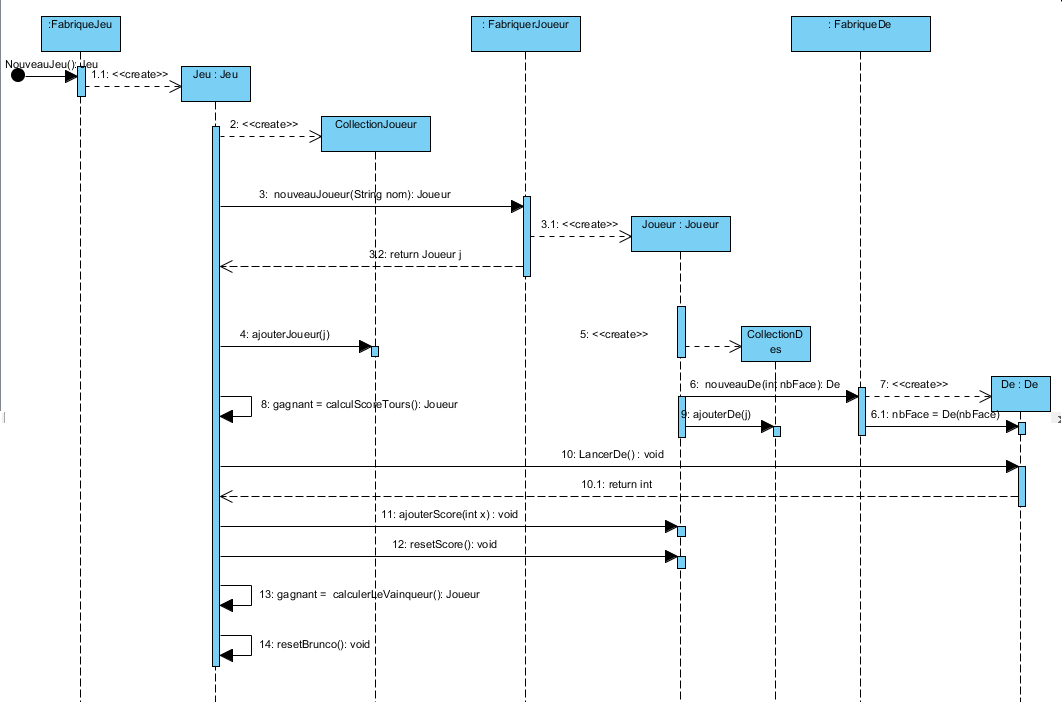 :FabriqueJeu
: FabriquerJoueur
: FabriqueDe
NouveauJeu(): Jeu
1.1: <<create>>
Jeu : Jeu
2: <<create>>
CollectionJoueur
3: nouveauJoueur(String nom): Joueur
3.1: <<create>>
Joueur : Joueur
3.2: return Joueur j
4: ajouterJoueur(j)
5: <<create>>
CollectionD
es
6: nouveauDe(int nbFace): De
7: <<create>>
De : De
8: gagnant = calculScoreTours(): Joueur
9: ajouterDe(j)
6.1: nbFace = De(nbFace)
10: LancerDe() : void
10.1: return int
11: ajouterScore(int x) : void
12: resetScore(): void
13: gagnant = calculerLeVainqueur(): Joueur
14: resetBrunco(): void